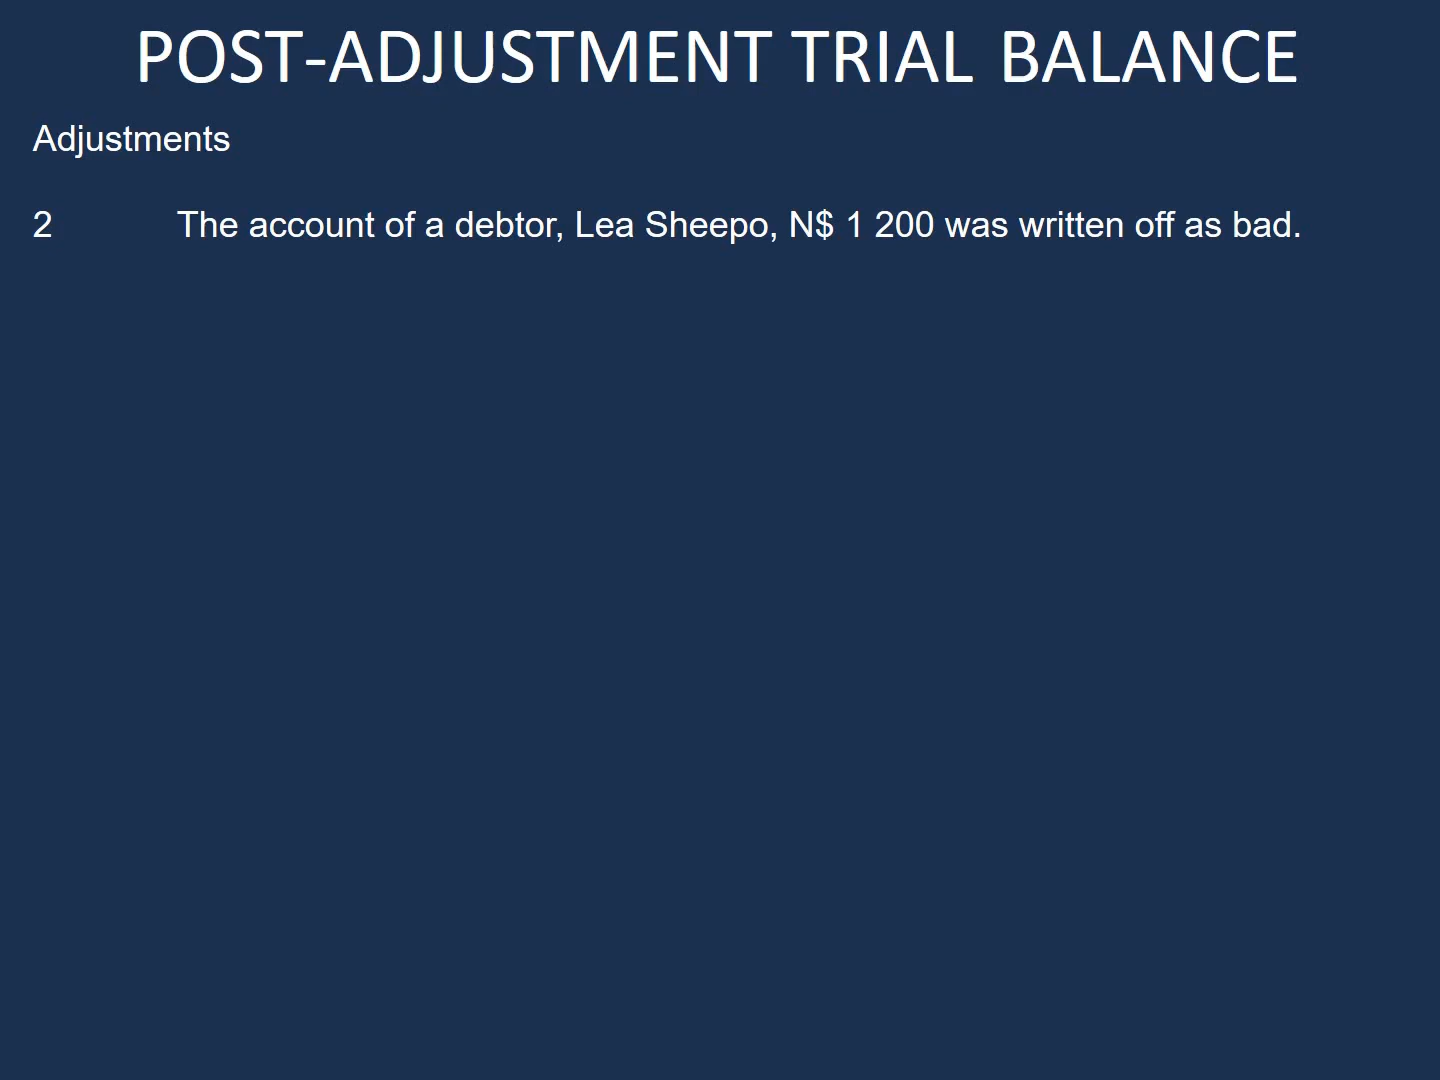 POST-ADJUSTMENT TRIAL BALANCE
Adjustments
2 The account of a debtor, Lea Sheepo, N$ 1 200 was written off as bad.